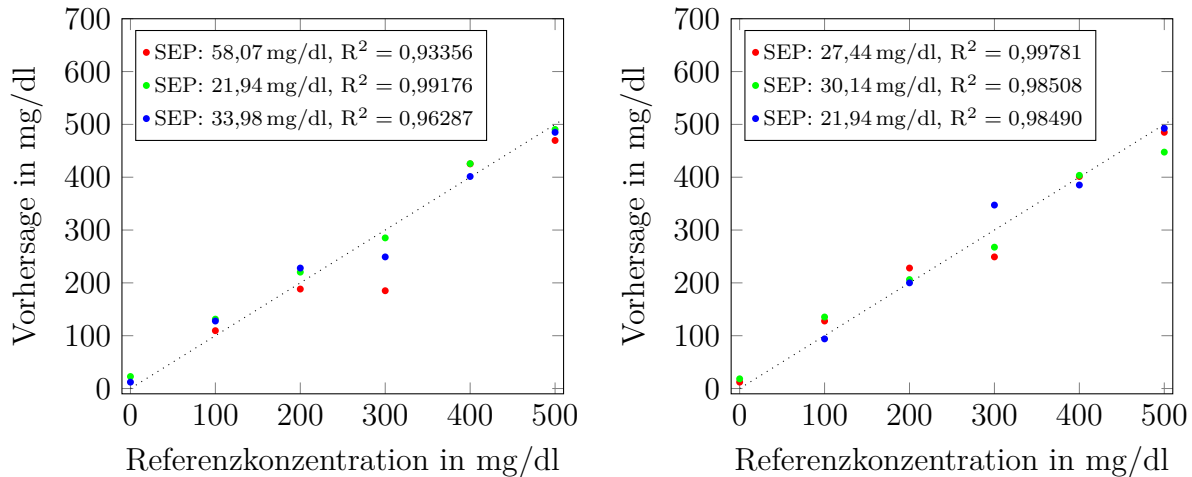 700
600
500
400
300
200
100
0
Vorhersage in mg/dl
SEP: 58,07 mg/dl, R² = 0,93356
SEP: 21,94 mg/dl, R² = 0,99176
SEP: 33,98 mg/dl, R² = 0,96287
0 100 200 300 400 500
Referenzkonzentration in mg/dl
700
600
500
400
300
200
100
0
Vorhersage in mg/dl
SEP: 27,44 mg/dl, R² = 0,99781
SEP: 30,14 mg/dl, R² = 0,98508
SEP: 21,94 mg/dl, R² = 0,98490
0 100 200 300 400 500
Referenzkonzentration in mg/dl